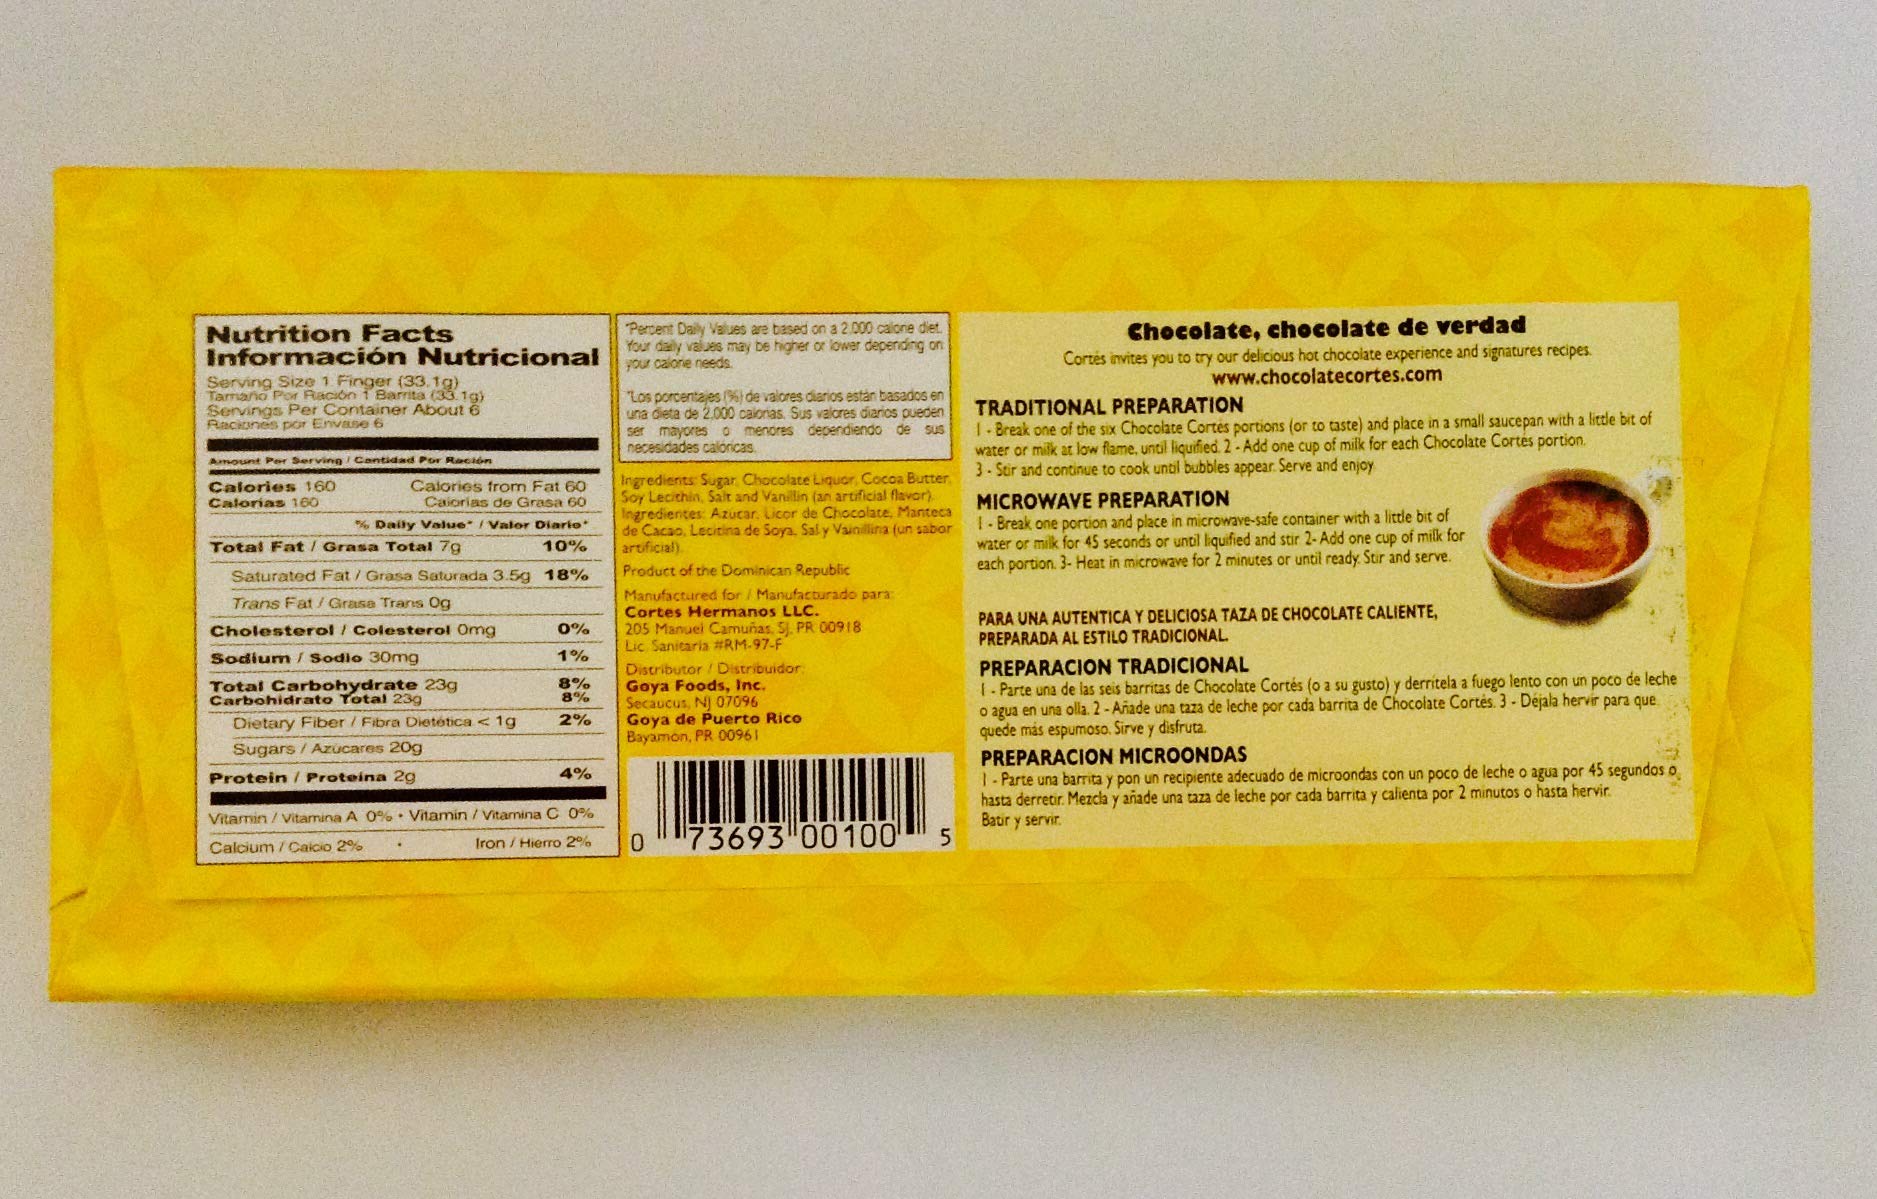 Nutrition Facts
Información Nutricional
Serving Size 1 Finger (33.1g)
Tamaño Por Ración 1 Barrita (33.1g)
Servings Per Container About 6
Raciones por Envase 6
Amount Per Serving / Cantidad Por Ración
Calories 160 Calories from Fat 60
Calorías 160 Calorías de Grasa 60
% Daily Value* / Valor Diario*
Total Fat / Grasa Total 7g 10%
Saturated Fat / Grasa Saturada 3.5g 18%
Trans Fat / Grasa Trans 0g
Cholesterol / Colesterol 0mg 0%
Sodium / Sodio 30mg 1%
Total Carbohydrate 23g 8%
Carbohidrato Total 23g 8%
Dietary Fiber / Fibra Dietética < 1g 2%
Sugars / Azúcares 20g
Protein / Proteína 2g 4%
Vitamin / Vitamina A 0% • Vitamin / Vitamina C 0%
Calcium / Calcio 2% • Iron / Hierro 2%
*Percent Daily Values are based on a 2,000 calorie diet.
Your daily values may be higher or lower depending on
your calorie needs.
*Los porcentajes (%) de valores diarios están basados en
una dieta de 2,000 calorías. Sus valores diarios pueden
ser mayores o menores dependiendo de sus
necesidades calóricas.
Ingredients: Sugar, Chocolate Liquor, Cocoa Butter,
Soy Lecithin, Salt and Vanillin (an artificial flavor).
Ingredientes: Azúcar, Licor de Chocolate, Manteca
de Cacao, Lecitina de Soya, Sal y Vainillina (un sabor
artificial).
Product of the Dominican Republic
Manufactured for / Manufacturado para:
Cortes Hermanos LLC.
205 Manuel Camuñas, SJ, PR 00918
Lic. Sanitaria #RM-97-F
Distributor / Distribuidor:
Goya Foods, Inc.
Secaucus, NJ 07096
Goya de Puerto Rico
Bayamón, PR 00961
0 73693 00100 5
Chocolate, chocolate de verdad
Cortés invites you to try our delicious hot chocolate experience and signatures recipes.
www.chocolatecortes.com
TRADITIONAL PREPARATION
1 - Break one of the six Chocolate Cortés portions (or to taste) and place in a small saucepan with a little bit of
water or milk at low flame, until liquified. 2 - Add one cup of milk for each Chocolate Cortés portion.
3 - Stir and continue to cook until bubbles appear. Serve and enjoy
MICROWAVE PREPARATION
1 - Break one portion and place in microwave-safe container with a little bit of
water or milk for 45 seconds or until liquified and stir 2- Add one cup of milk for
each portion. 3- Heat in microwave for 2 minutes or until ready. Stir and serve.
PARA UNA AUTENTICA Y DELICIOSA TAZA DE CHOCOLATE CALIENTE,
PREPARADA AL ESTILO TRADICIONAL.
PREPARACION TRADICIONAL
1 - Parte una de las seis barritas de Chocolate Cortés (o a su gusto) y derrítela a fuego lento con un poco de leche
o agua en una olla. 2 - Añade una taza de leche por cada barrita de Chocolate Cortés. 3 - Déjala hervir para que
quede más espumoso. Sirve y disfruta.
PREPARACION MICROONDAS
1 - Parte una barrita y pon un recipiente adecuado de microondas con un poco de leche o agua por 45 segundos o
hasta derretir. Mezcla y añade una taza de leche por cada barrita y calienta por 2 minutos o hasta hervir.
Batir y servir.